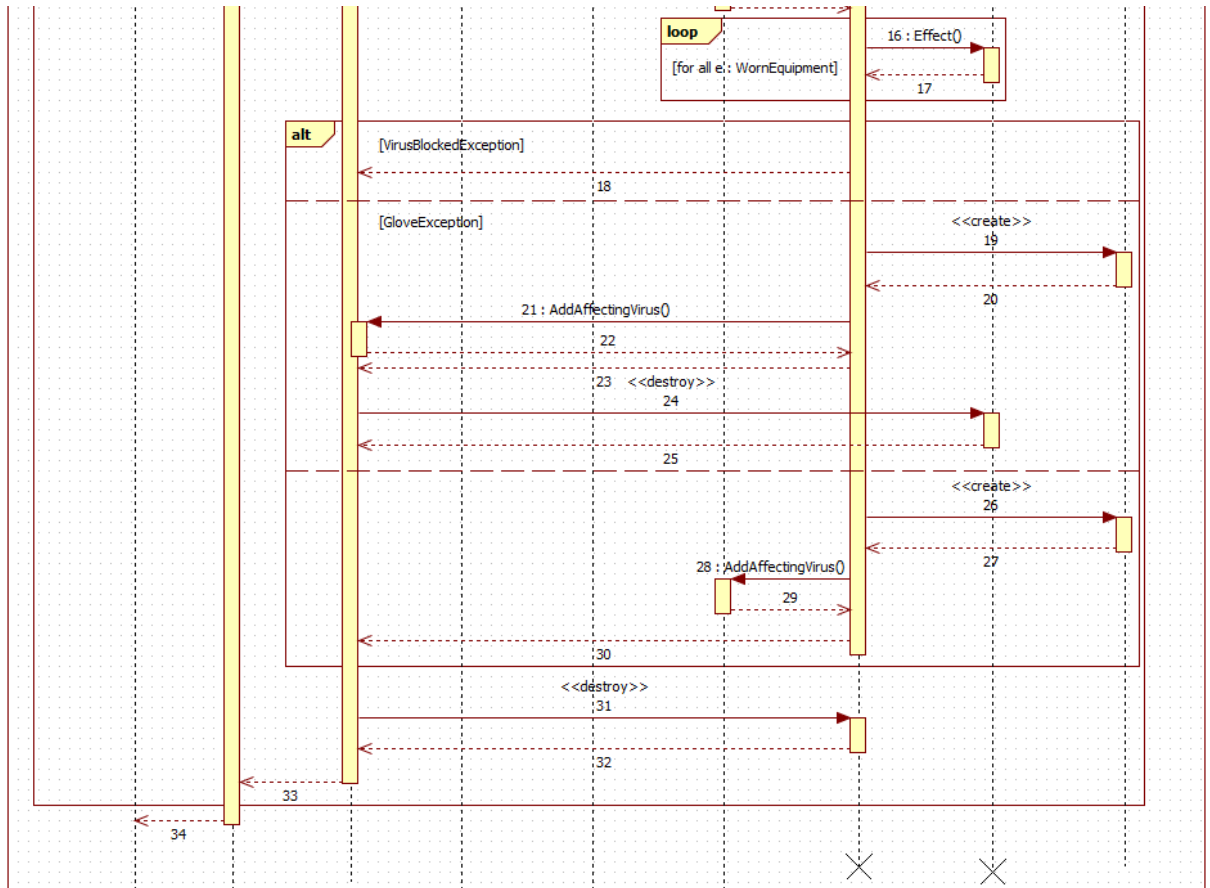 loop
16 : Effect()
[for all e : WornEquipment]
17
alt
[VirusBlockedException]
18
[GloveException]
<<create>>
19
20
21 : AddAffectingVirus()
22
23
<<destroy>>
24
25
<<create>>
26
27
28 : AddAffectingVirus()
29
30
<<destroy>>
31
32
33
34